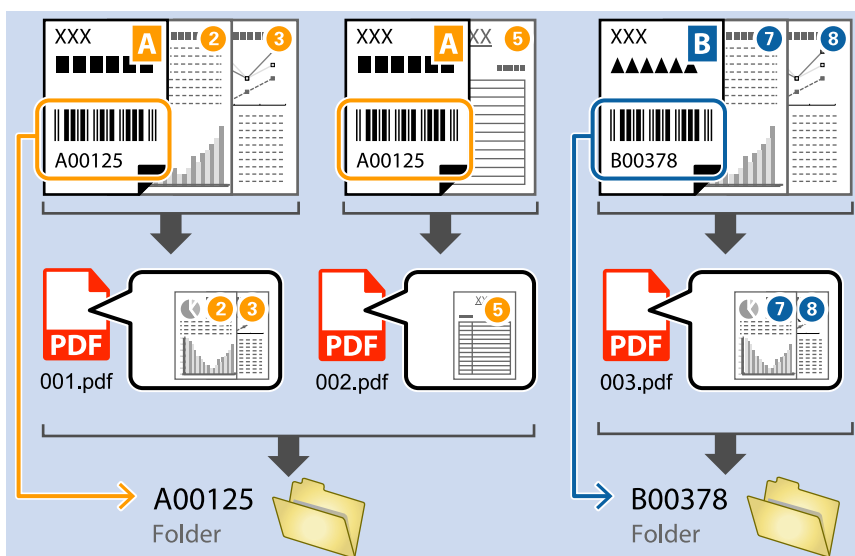 XXX A 2 3
A00125
XXX A XX 5
A00125
XXX B 7 8
B00378
2 3
PDF
001.pdf
XX 5
PDF
002.pdf
7 8
PDF
003.pdf
A00125
Folder
B00378
Folder